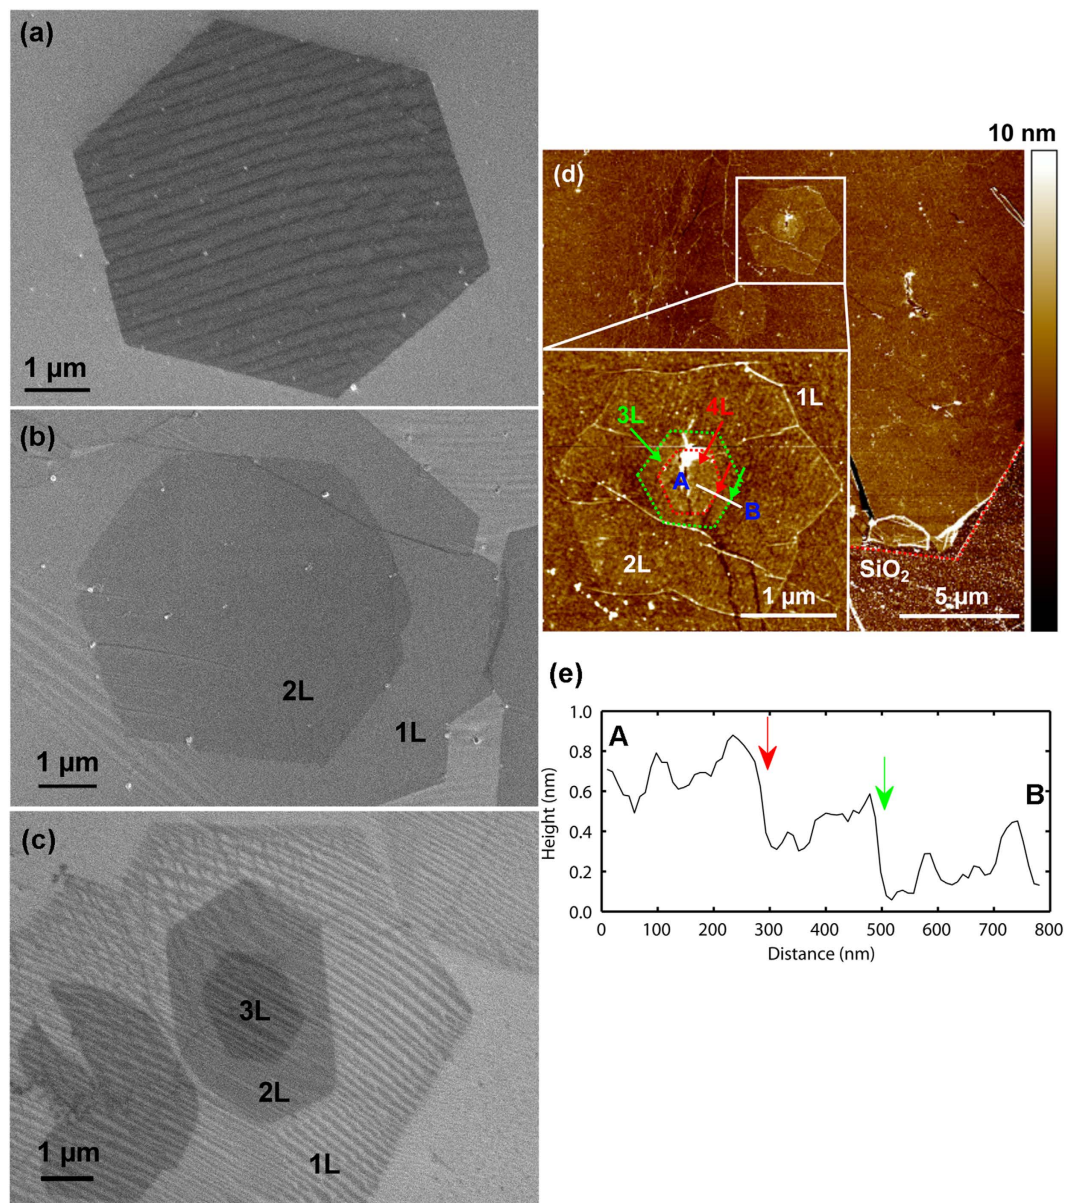 (a)
1 µm
(b)
2L
1L
1 µm
(c)
3L
2L
1L
1 µm
10 nm
(d)
1L
3L
4L
A
B
2L
1 µm
SiO2
5 µm
(e)
1.0
0.8
0.6
0.4
0.2
0.0
Height (nm)
A
B
0 100 200 300 400 500 600 700 800
Distance (nm)